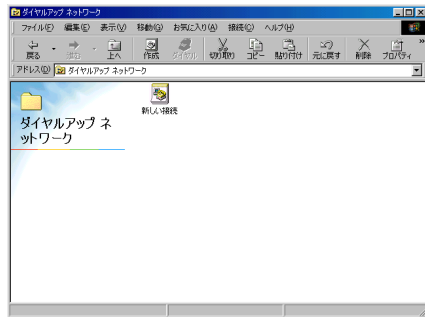 ダイヤルアップ ネットワーク
ファイル(F) 編集(E) 表示(V) 移動(G) お気に入り(A) 接続(C) ヘルプ(H)
戻る 進む 上へ 作成 ダイヤル 切り取り コピー 貼り付け 元に戻す 削除 プロパティ »
アドレス(D) ダイヤルアップ ネットワーク
新しい接続
ダイヤルアップ ネ
ットワーク